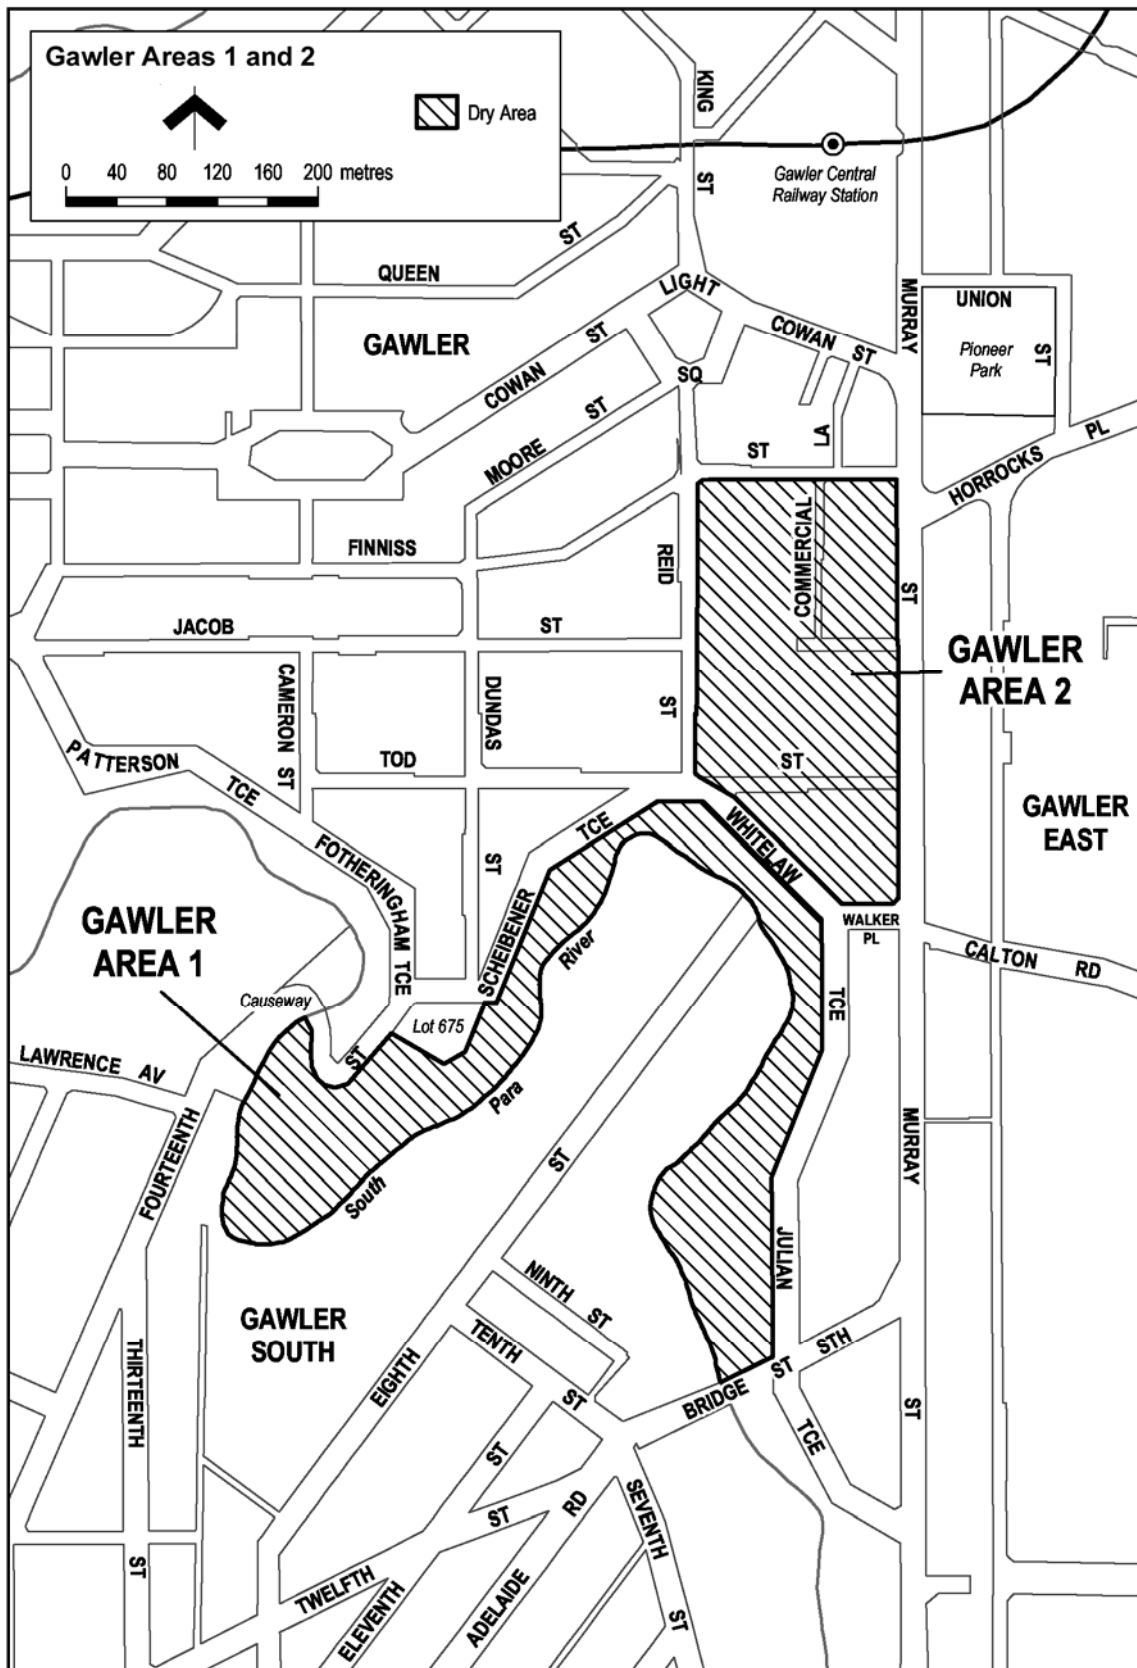 Gawler Areas 1 and 2
Dry Area
0 40 80 120 160 200 metres
KING
ST
Gawler Central
Railway Station
QUEEN
ST
LIGHT
SQ
MURRAY
ST
UNION
ST
Pioneer
Park
GAWLER
COWAN
ST
COWAN
ST
MOORE
ST
LA
ST
HORROCKS
PL
FINNISS
REID
ST
COMMERCIAL
JACOB
ST
GAWLER
AREA 2
CAMERON ST
DUNDAS
ST
PATTERSON
TCE
TOD
ST
GAWLER
EAST
FOTHERINGHAM TCE
TCE
WHITELAW
SCHEIBENER
GAWLER
AREA 1
River
WALKER
PL
CALTON
RD
TCE
Causeway
Lot 675
ST
LAWRENCE
AV
Para
FOURTEENTH
South
ST
MURRAY
ST
JULIAN
NINTH
ST
GAWLER
SOUTH
TENTH
ST
STH
ST
BRIDGE
EIGHTH
THIRTEENTH
ST
TCE
ST
SEVENTH
ST
RD
ST
TWELFTH
ELEVENTH
ADELAIDE